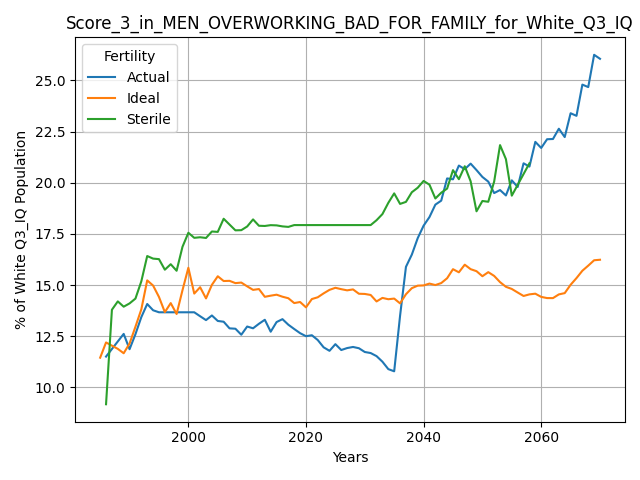 Score_3_in_MEN_OVERWORKING_BAD_FOR_FAMILY_for_White_Q3_IQ
Fertility
Actual
Ideal
Sterile
% of White Q3_IQ Population
25.0
22.5
20.0
17.5
15.0
12.5
10.0
2000
2020
2040
2060
Years